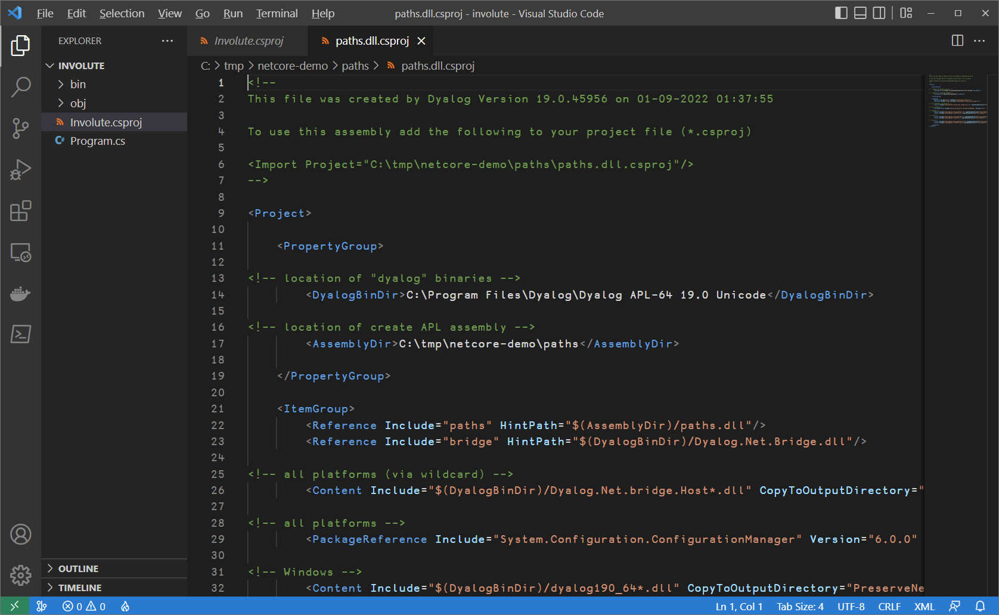 File Edit Selection View Go Run Terminal Help
paths.dll.csproj - involute - Visual Studio Code
EXPLORER
Involute.csproj
paths.dll.csproj
INVOLUTE
bin
obj
Involute.csproj
C# Program.cs
OUTLINE
TIMELINE
C: > tmp > netcore-demo > paths > paths.dll.csproj
1 <!--
2 This file was created by Dyalog Version 19.0.45956 on 01-09-2022 01:37:55
3
4 To use this assembly add the following to your project file (*.csproj)
5
6 <Import Project="C:\tmp\netcore-demo\paths\paths.dll.csproj"/>
7 -->
8
9 <Project>
10
11 <PropertyGroup>
12
13 <!-- location of "dyalog" binaries -->
14 <DyalogBinDir>C:\Program Files\Dyalog\Dyalog APL-64 19.0 Unicode</DyalogBinDir>
15
16 <!-- location of create APL assembly -->
17 <AssemblyDir>C:\tmp\netcore-demo\paths</AssemblyDir>
18
19 </PropertyGroup>
20
21 <ItemGroup>
22 <Reference Include="paths" HintPath="$(AssemblyDir)/paths.dll"/>
23 <Reference Include="bridge" HintPath="$(DyalogBinDir)/Dyalog.Net.Bridge.dll"/>
24
25 <!-- all platforms (via wildcard) -->
26 <Content Include="$(DyalogBinDir)/Dyalog.Net.bridge.Host*.dll" CopyToOutputDirectory="
27
28 <!-- all platforms -->
29 <PackageReference Include="System.Configuration.ConfigurationManager" Version="6.0.0"
30
31 <!-- Windows -->
32 <Content Include="$(DyalogBinDir)/dyalog190_64*.dll" CopyToOutputDirectory="PreserveNe
0 0
Ln 1, Col 1 Tab Size: 4 UTF-8 CRLF XML